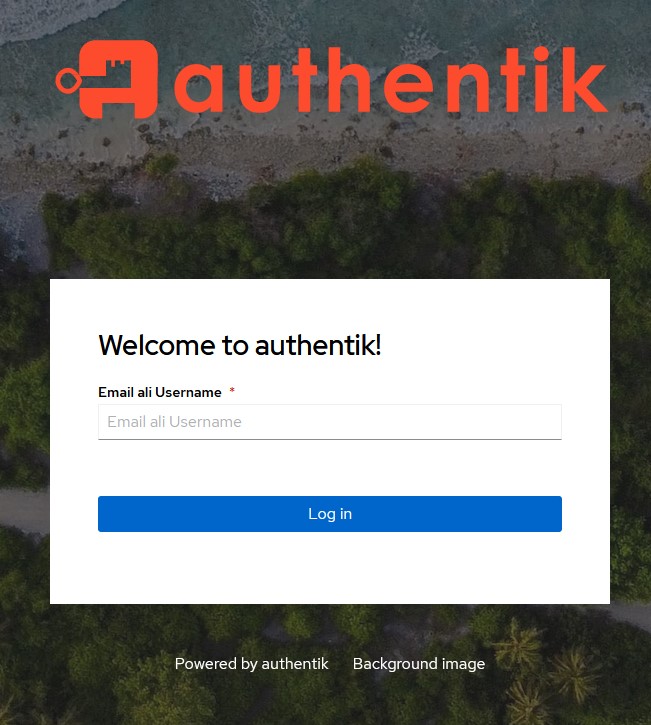 authentik
Welcome to authentik!
Email ali Username *
Email ali Username
Log in
Powered by authentik Background image